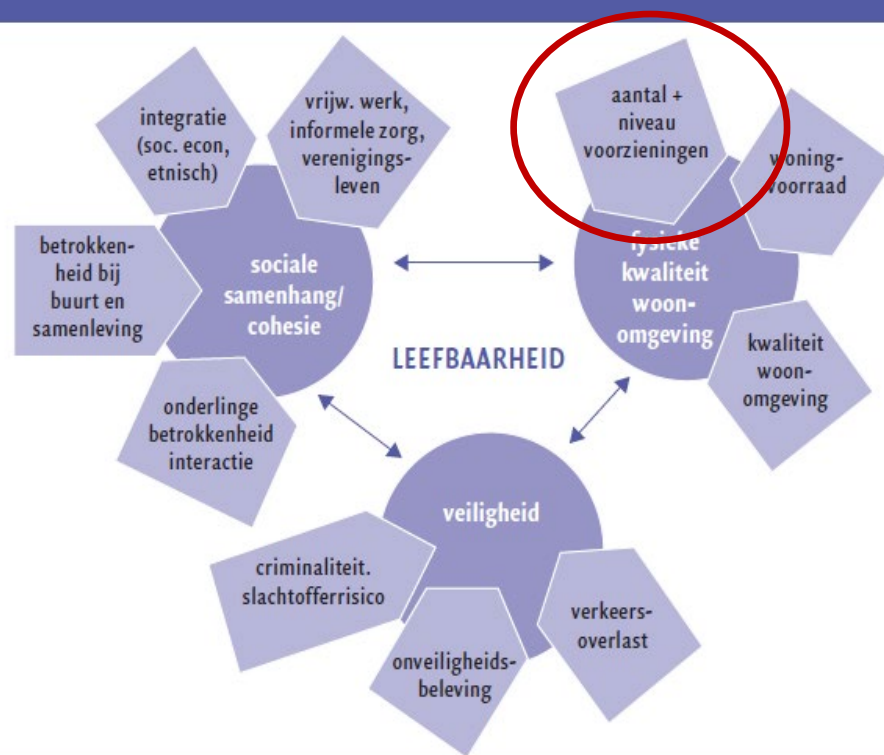 integratie
(soc. econ,
etnisch)
vrijw. werk,
informele zorg,
verenigings-
leven
aantal +
niveau
voorzieningen
woning-
voorraad
betrokken-
heid bij
buurt en
samenleving
sociale
samenhang/
cohesie
fysieke
kwaliteit
woon-
omgeving
LEEFBAARHEID
kwaliteit
woon-
omgeving
onderlinge
betrokkenheid
interactie
veiligheid
criminaliteit.
slachtofferrisico
onveiligheids-
beleving
verkeers-
overlast